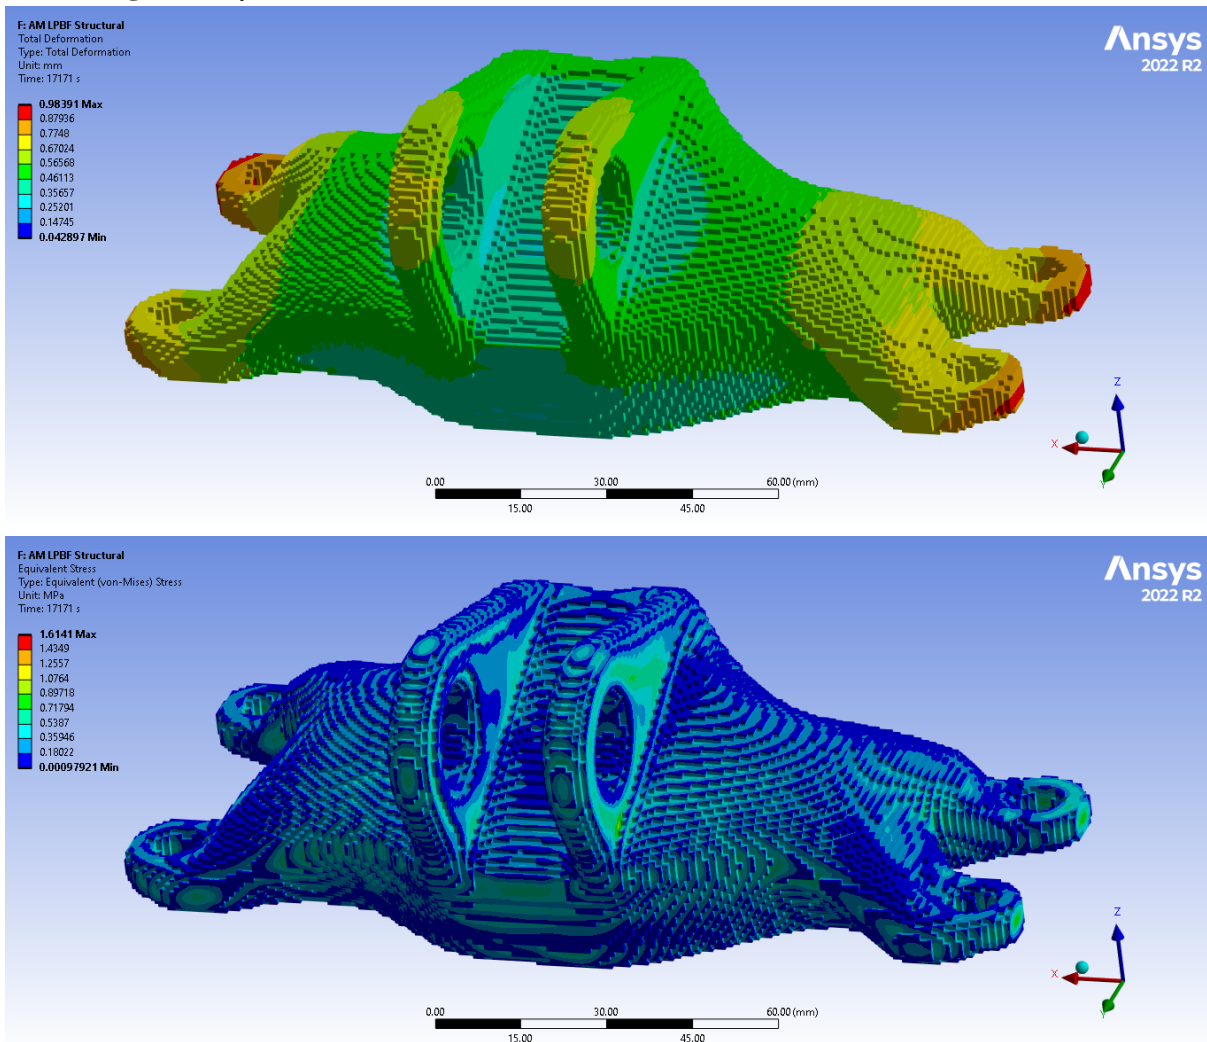 F: AM LPBF Structural
Total Deformation
Type: Total Deformation
Unit: mm
Time: 17171 s
0.98391 Max
0.87936
0.7748
0.67024
0.56568
0.46113
0.35657
0.25201
0.14745
0.042897 Min
Ansys
2022 R2
Z
X
Y
0.00 30.00 60.00 (mm)
15.00 45.00
F: AM LPBF Structural
Equivalent Stress
Type: Equivalent (von-Mises) Stress
Unit: MPa
Time: 17171 s
1.6141 Max
1.4349
1.2557
1.0764
0.89718
0.71794
0.5387
0.35946
0.18022
0.00097921 Min
Ansys
2022 R2
Z
X
Y
0.00 30.00 60.00 (mm)
15.00 45.00